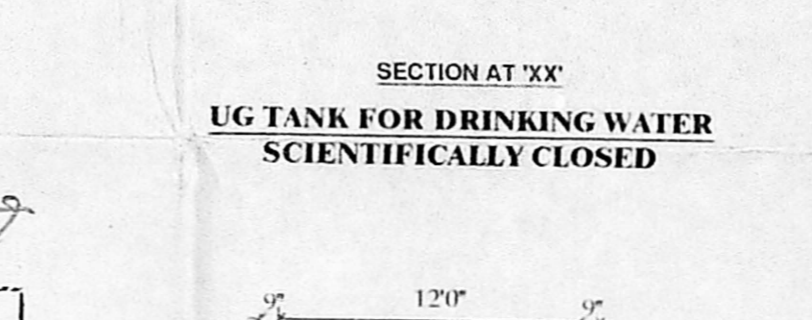 SECTION AT 'XX'
UG TANK FOR DRINKING WATER
SCIENTIFICALLY CLOSED
9" 12'0" 9"